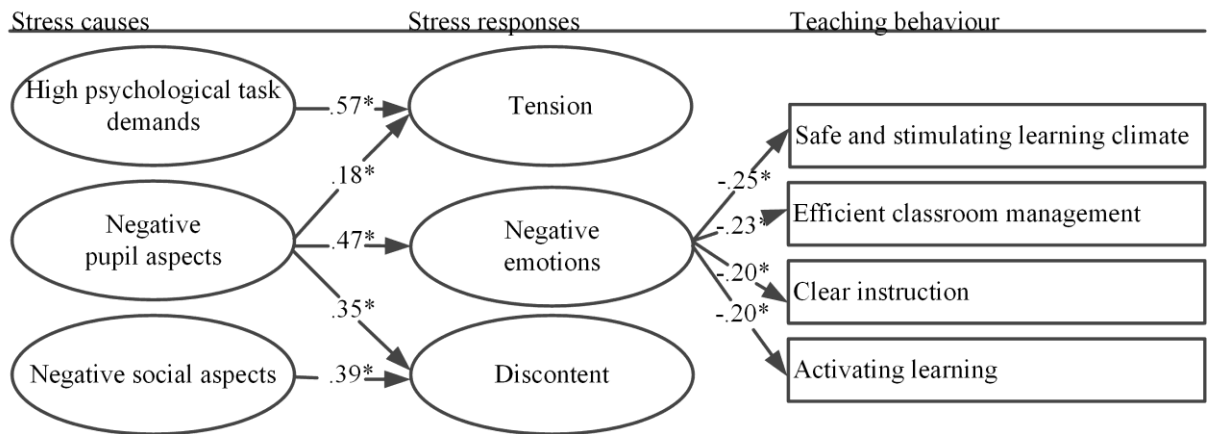 Stress causes
Stress responses
Teaching behaviour
High psychological task
demands
.57*
Tension
Safe and stimulating learning climate
.18*
-.25*
Negative
pupil aspects
.47*
Negative
emotions
-.23*
Efficient classroom management
-.20*
Clear instruction
.35*
-.20*
Negative social aspects
.39*
Discontent
Activating learning